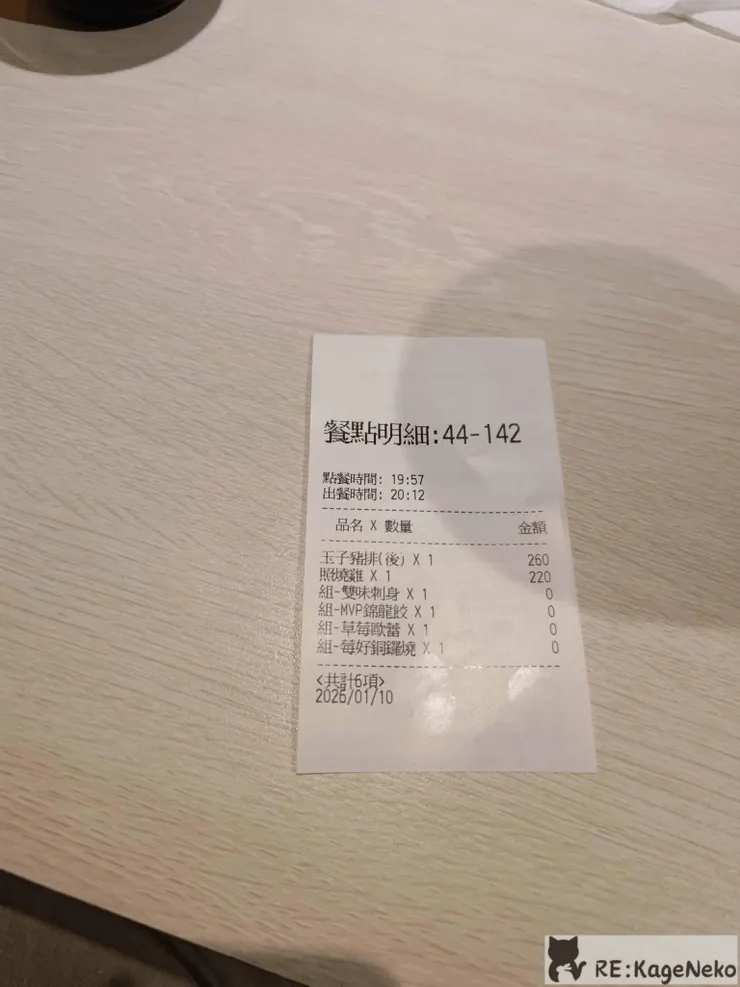 餐點明細:44-142
點餐時間: 19:57
出餐時間: 20:12
品名 X 數量 金額
玉子豬排(後) X 1 260
照燒雞 X 1 220
組-雙味刺身 X 1 0
組-MVP錦龍餃 X 1 0
組-草莓歐蕾 X 1 0
組-莓好銅鑼燒 X 1 0
<共計6項>
2026/01/10
RE:KageNeko